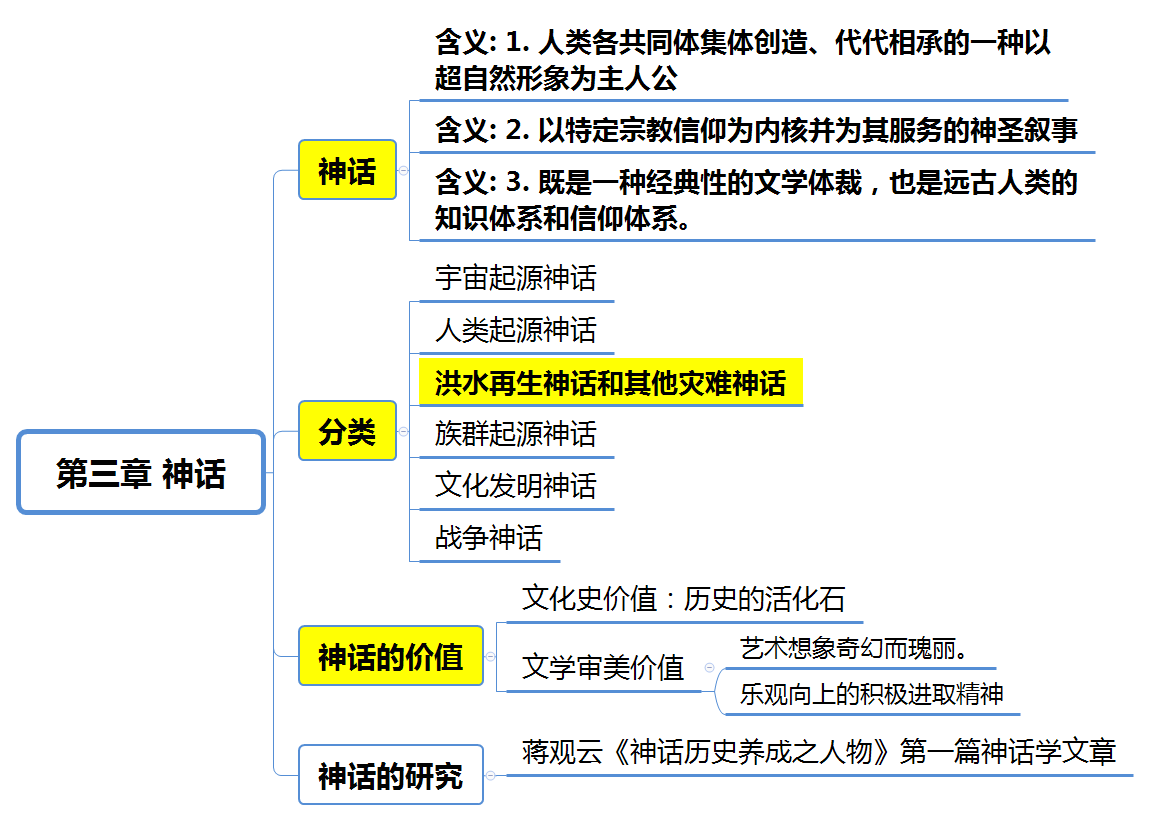 含义: 1. 人类各共同体集体创造、代代相承的一种以
超自然形象为主人公
含义: 2. 以特定宗教信仰为内核并为其服务的神圣叙事
神话
含义: 3. 既是一种经典性的文学体裁，也是远古人类的
知识体系和信仰体系。
宇宙起源神话
人类起源神话
洪水再生神话和其他灾难神话
分类
族群起源神话
第三章 神话
文化发明神话
战争神话
文化史价值：历史的活化石
神话的价值
文学审美价值
艺术想象奇幻而瑰丽。
乐观向上的积极进取精神
神话的研究
蒋观云《神话历史养成之人物》第一篇神话学文章